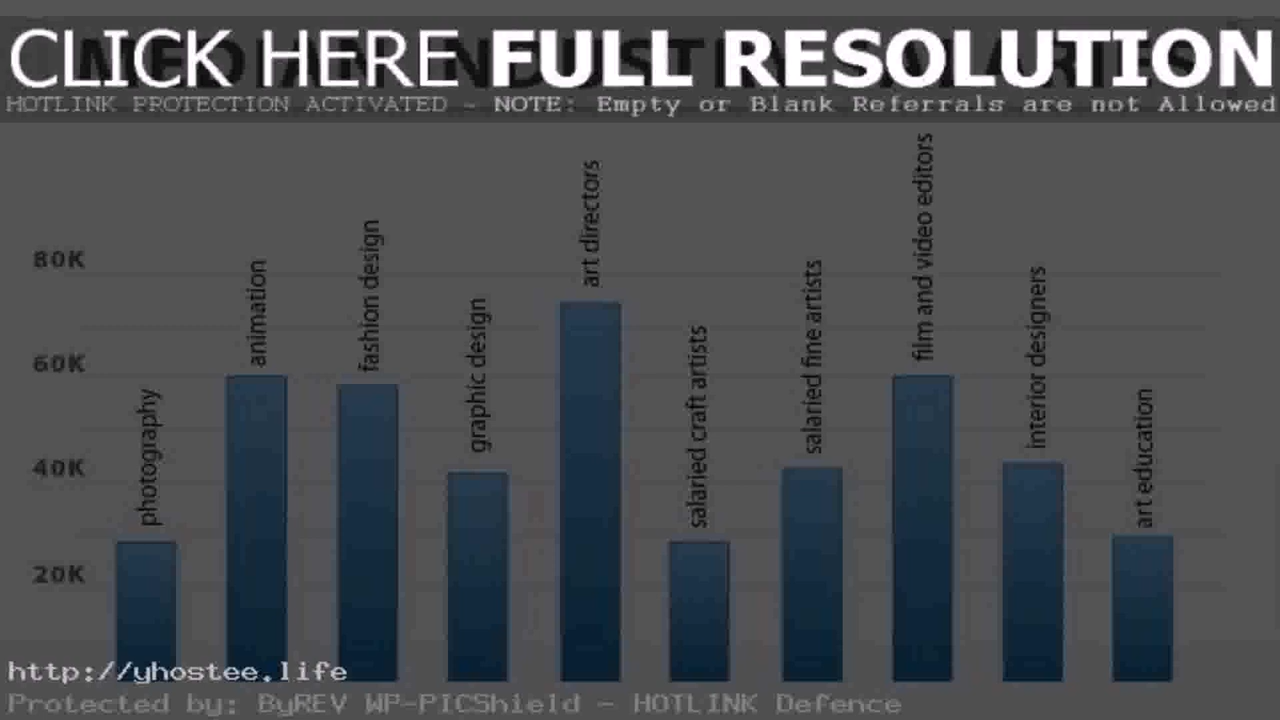 CLICK HERE FULL RESOLUTION
HOTLINK PROTECTION ACTIVATED - NOTE: Empty or Blank Referrals are not Allowed
80K
60K
40K
20K
photography
animation
fashion design
graphic design
art directors
salaried craft artists
salaried fine artists
film and video editors
interior designers
art education
http://yhostee.life
Protected by: ByREV WP-PICShield - HOTLINK Defence